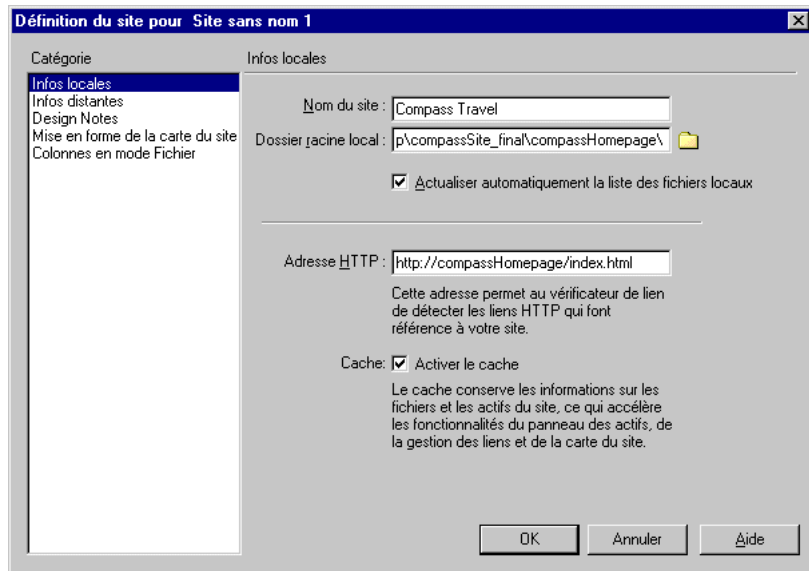 Définition du site pour Site sans nom 1
Catégorie
Infos locales
Infos distantes
Design Notes
Mise en forme de la carte du site
Colonnes en mode Fichier
Infos locales
Nom du site : Compass Travel
Dossier racine local : p\compassSite_final\compassHomepage\
Actualiser automatiquement la liste des fichiers locaux
Adresse HTTP : http://compassHomepage/index.html
Cette adresse permet au vérificateur de lien
de détecter les liens HTTP qui font
référence à votre site.
Cache: Activer le cache
Le cache conserve les informations sur les
fichiers et les actifs du site, ce qui accélère
les fonctionnalités du panneau des actifs, de
la gestion des liens et de la carte du site.
OK Annuler Aide